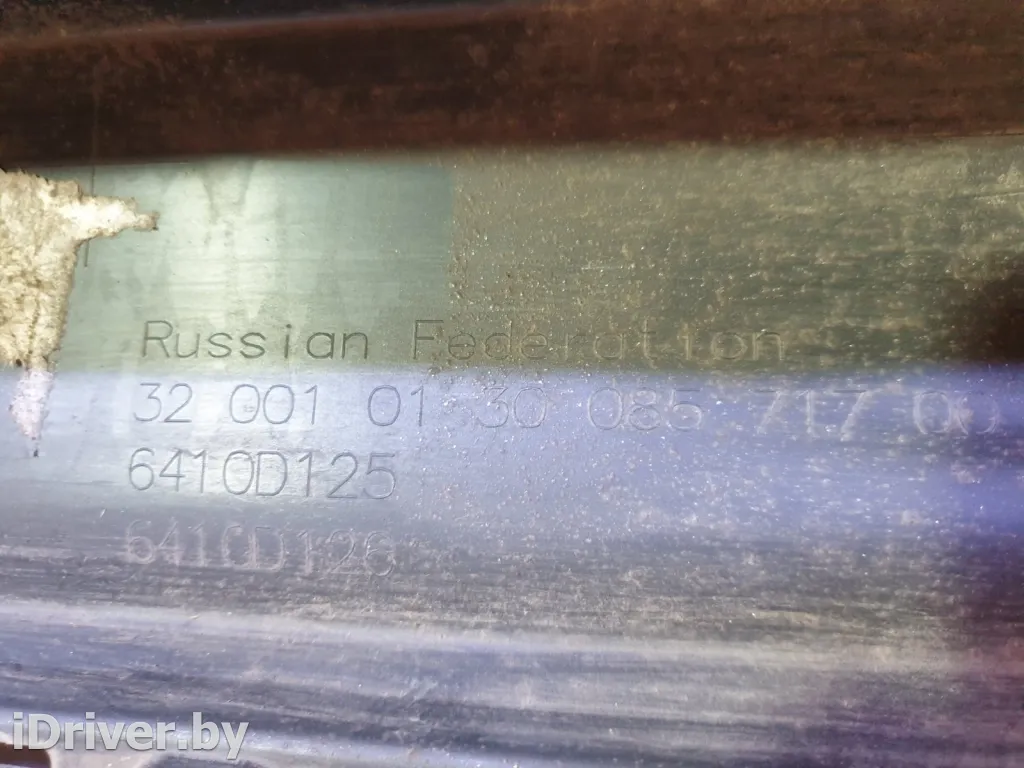 Russian Federation
32 001 01 30 085 717 00
6410D125
6410D126
iDriver.by